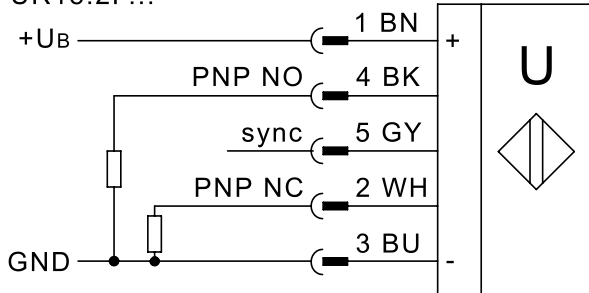 +UB 1 BN +
PNP NO 4 BK
U
sync 5 GY
PNP NC 2 WH
GND 3 BU -